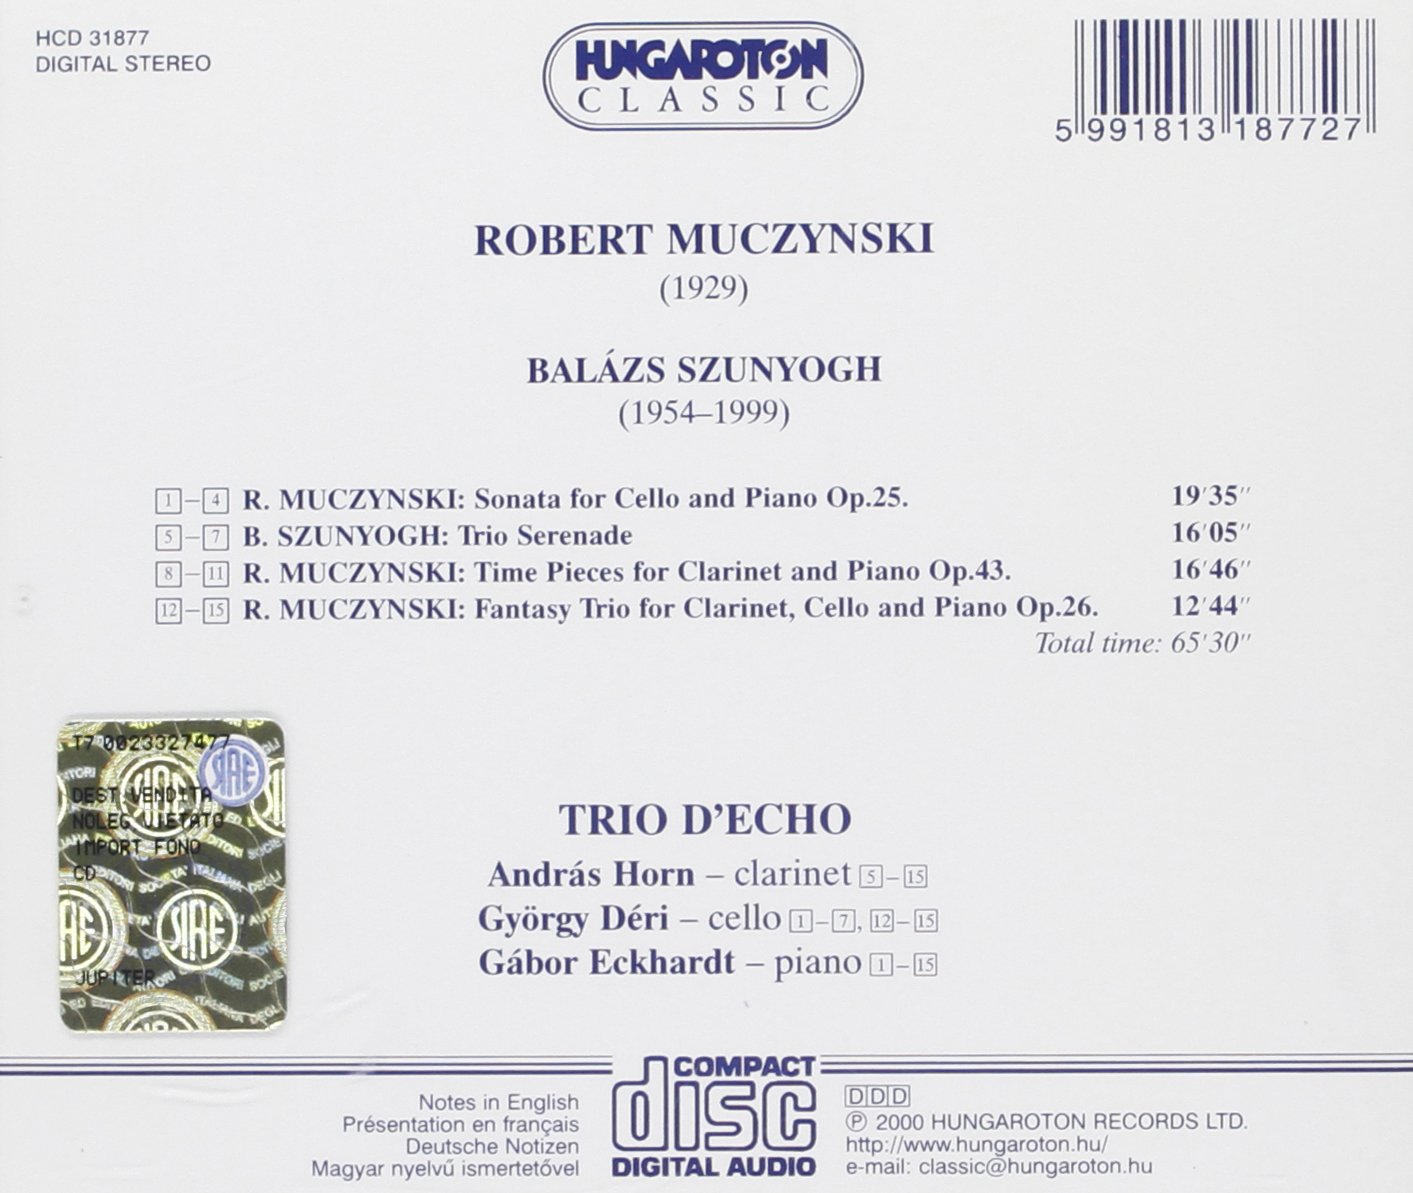 HCD 31877
DIGITAL STEREO
HUNGAROTON
CLASSIC
5 991813 187727
ROBERT MUCZYNSKI
(1929)
BALÁZS SZUNYOGH
(1954–1999)
1–4 R. MUCZYNSKI: Sonata for Cello and Piano Op.25. 19'35''
5–7 B. SZUNYOGH: Trio Serenade 16'05''
8–11 R. MUCZYNSKI: Time Pieces for Clarinet and Piano Op.43. 16'46''
12–15 R. MUCZYNSKI: Fantasy Trio for Clarinet, Cello and Piano Op.26. 12'44''
Total time: 65'30''
T7 0023327477
SIAE
DEST.VENDITA
NOLEG.VIETATO
IMPORT FONO
CD
SIAE
JUPITER
TRIO D'ECHO
András Horn – clarinet 5–15
György Déri – cello 1–7, 12–15
Gábor Eckhardt – piano 1–15
Notes in English
Présentation en français
Deutsche Notizen
Magyar nyelvű ismertetővel
COMPACT
disc
DIGITAL AUDIO
DDD
Ⓟ 2000 HUNGAROTON RECORDS LTD.
http://www.hungaroton.hu/
e-mail: classic@hungaroton.hu